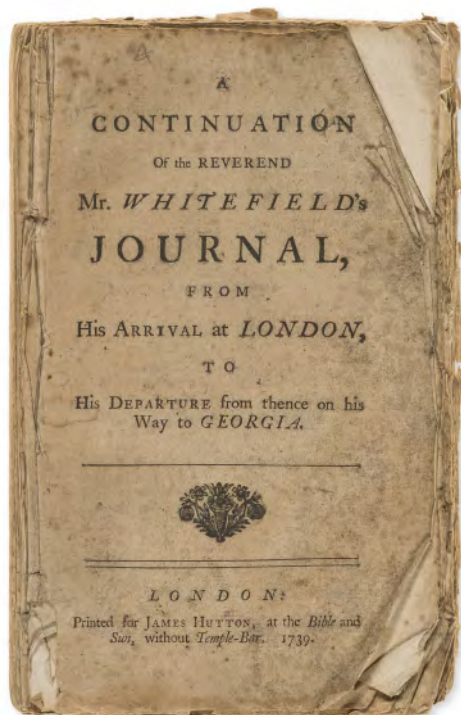 A
CONTINUATION
Of the REVEREND
Mr. WHITEFIELD's
JOURNAL,
FROM
His ARRIVAL at LONDON,
TO
His DEPARTURE from thence on his
Way to GEORGIA.
LONDON:
Printed for JAMES HUTTON, at the Bible and
Sun, without Temple-Bar. 1739.